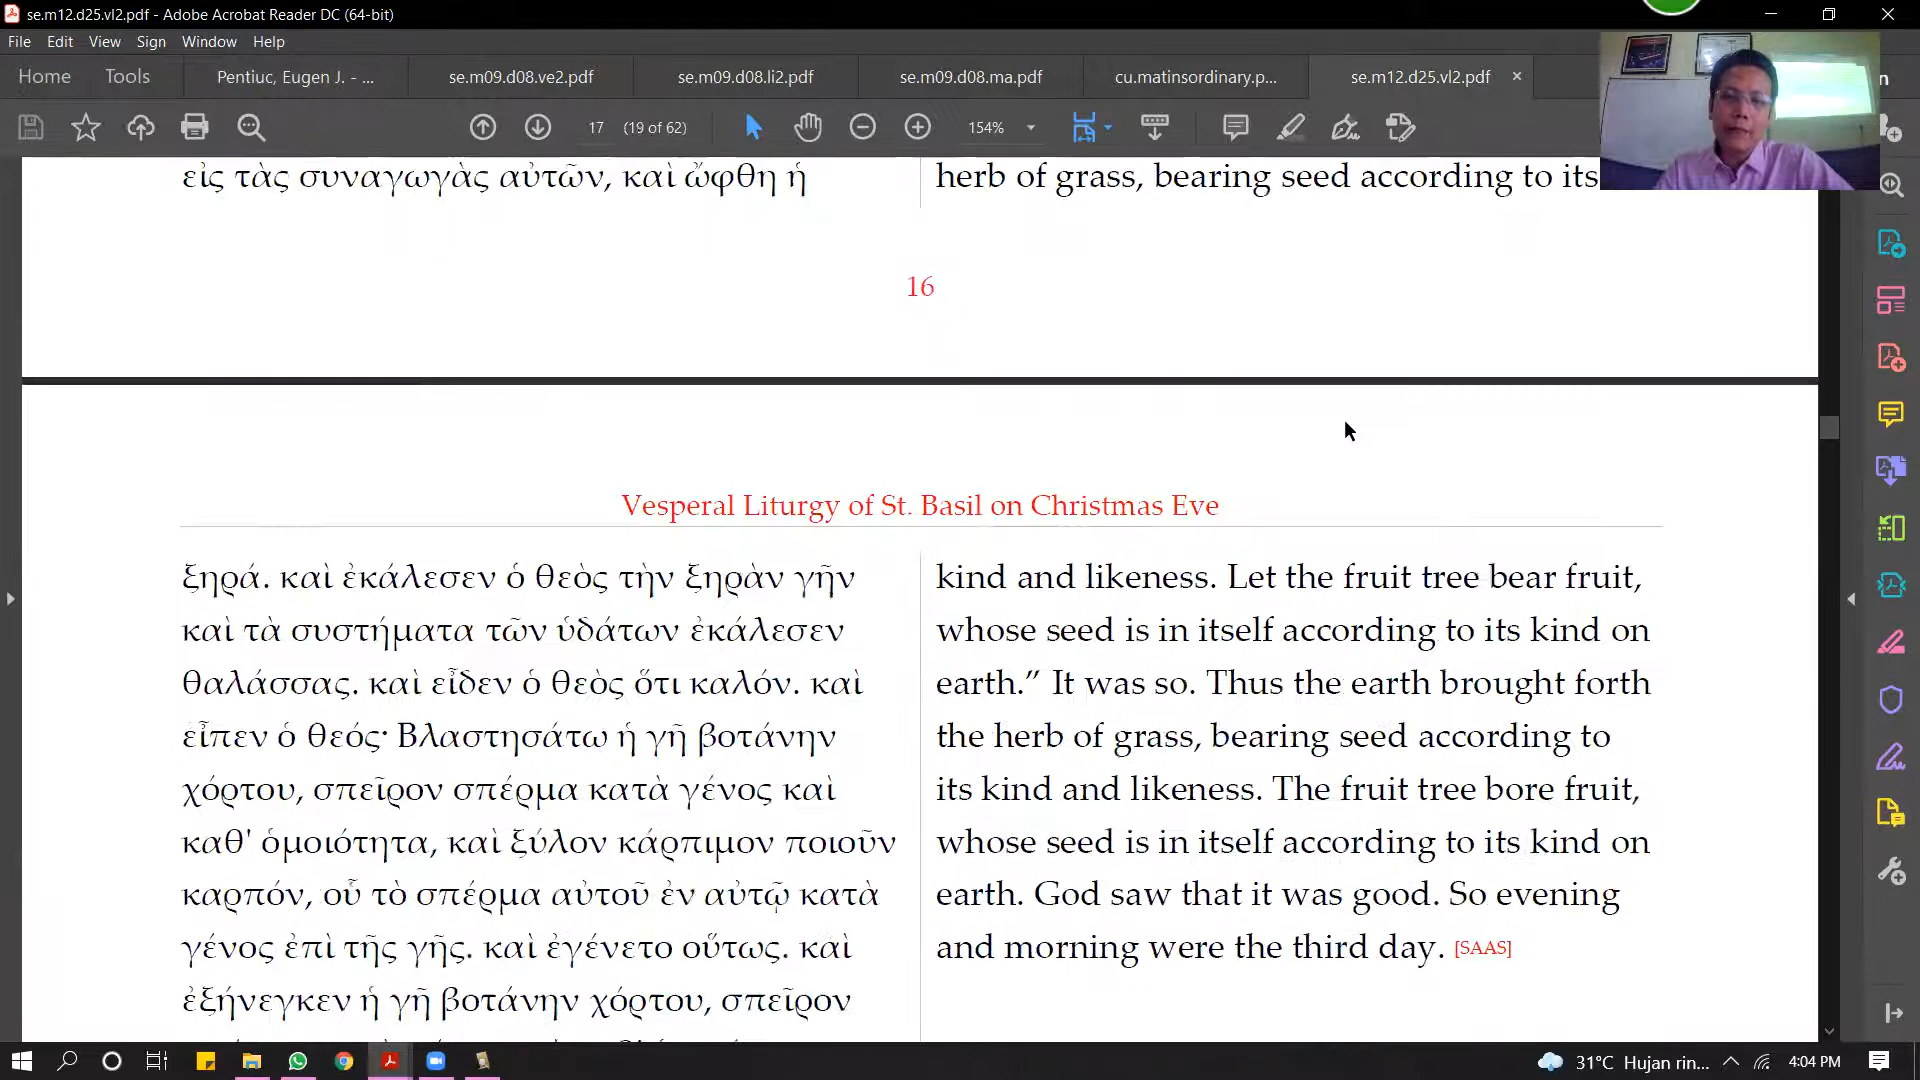 se.m12.d25.vl2.pdf - Adobe Acrobat Reader DC (64-bit)
File Edit View Sign Window Help
Home Tools Pentiuc, Eugen J. - ... se.m09.d08.ve2.pdf se.m09.d08.li2.pdf se.m09.d08.ma.pdf cu.matinsordinary.p... se.m12.d25.vl2.pdf
17 (19 of 62) 154%
εἰς τὰς συναγωγὰς αὐτῶν, καὶ ὤφθη ἡ
herb of grass, bearing seed according to its
16
Vesperal Liturgy of St. Basil on Christmas Eve
ξηρά. καὶ ἐκάλεσεν ὁ θεὸς τὴν ξηρὰν γῆν
καὶ τὰ συστήματα τῶν ὑδάτων ἐκάλεσεν
θαλάσσας. καὶ εἶδεν ὁ θεὸς ὅτι καλόν. καὶ
εἶπεν ὁ θεός· Βλαστησάτω ἡ γῆ βοτάνην
χόρτου, σπεῖρον σπέρμα κατὰ γένος καὶ
καθ' ὁμοιότητα, καὶ ξύλον κάρπιμον ποιοῦν
καρπόν, οὗ τὸ σπέρμα αὐτοῦ ἐν αὐτῷ κατὰ
γένος ἐπὶ τῆς γῆς. καὶ ἐγένετο οὕτως. καὶ
ἐξήνεγκεν ἡ γῆ βοτάνην χόρτου, σπεῖρον
kind and likeness. Let the fruit tree bear fruit,
whose seed is in itself according to its kind on
earth.” It was so. Thus the earth brought forth
the herb of grass, bearing seed according to
its kind and likeness. The fruit tree bore fruit,
whose seed is in itself according to its kind on
earth. God saw that it was good. So evening
and morning were the third day. [SAAS]
31°C Hujan rin... 4:04 PM